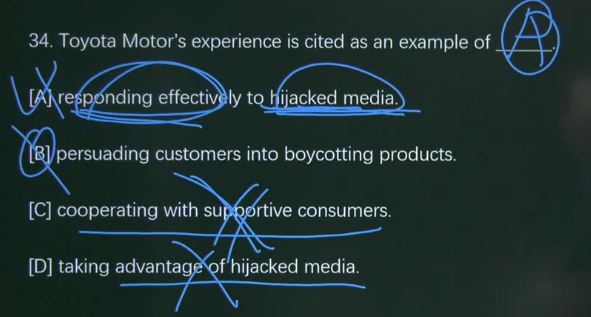 34. Toyota Motor's experience is cited as an example of ______.
[A] responding effectively to hijacked media.
[B] persuading customers into boycotting products.
[C] cooperating with supportive consumers.
[D] taking advantage of hijacked media.